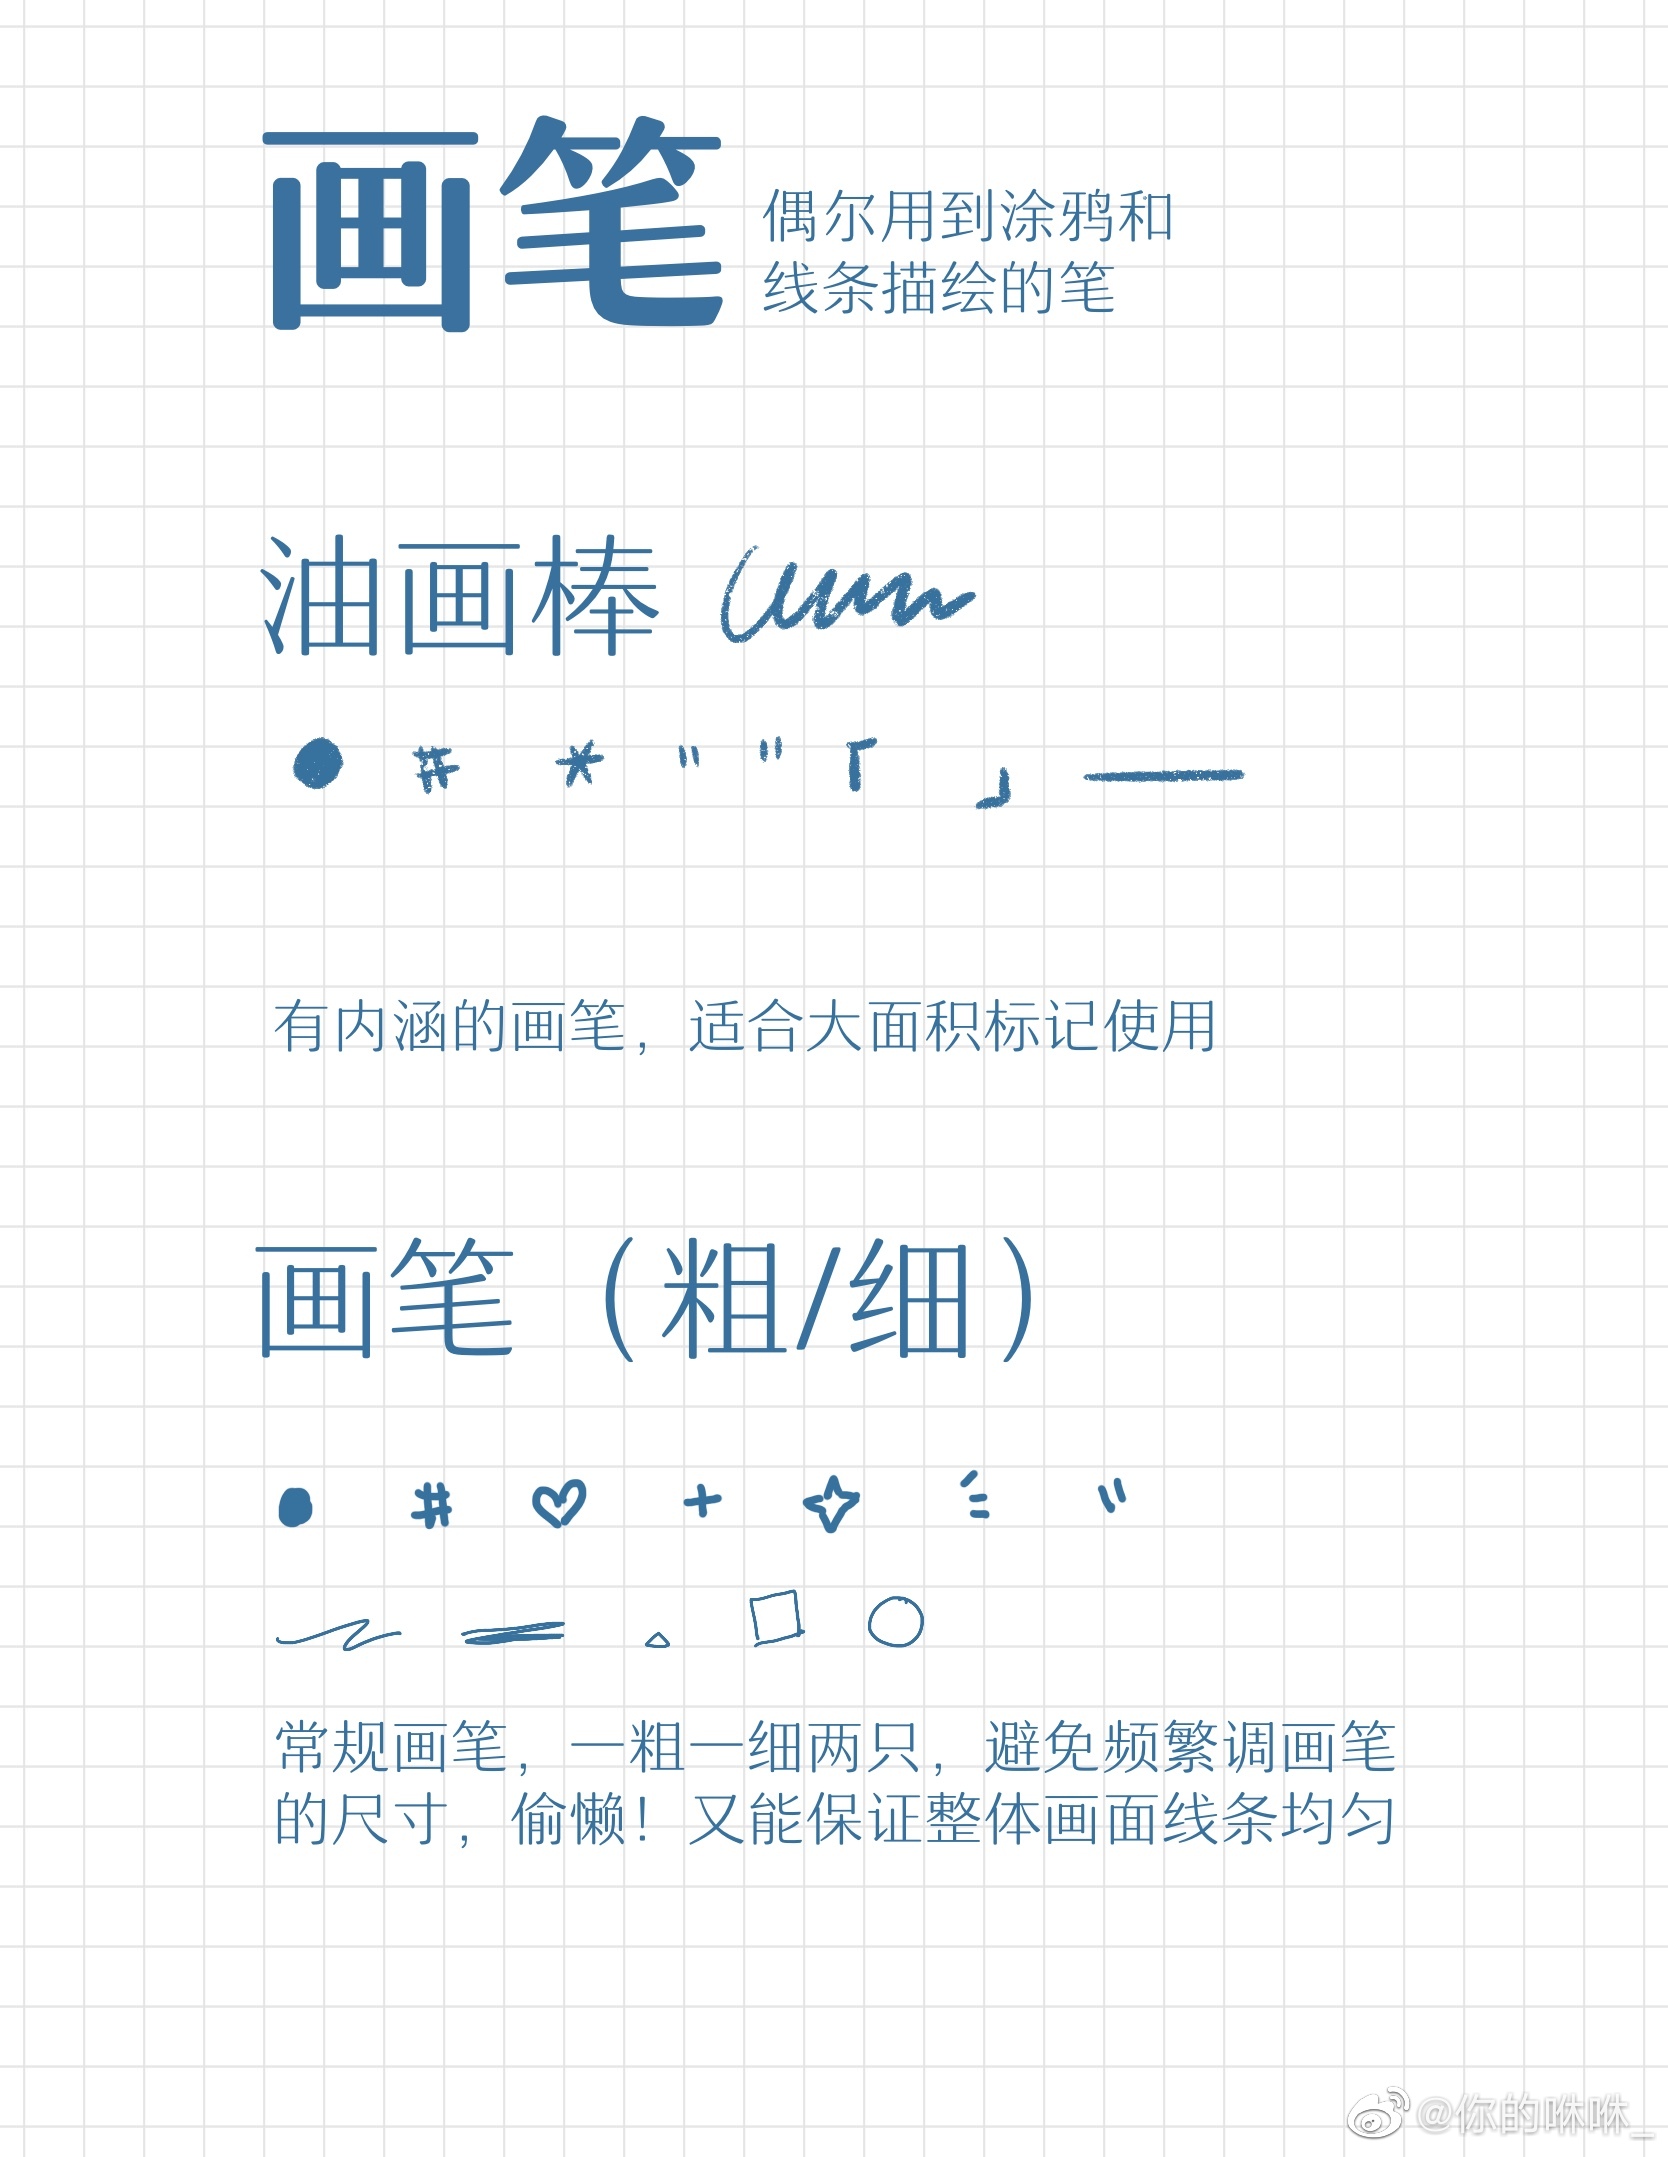 画笔
偶尔用到涂鸦和
线条描绘的笔
油画棒
● # * " " 「 」 —
有内涵的画笔，适合大面积标记使用
画笔（粗/细）
常规画笔，一粗一细两只，避免频繁调画笔
的尺寸，偷懒！又能保证整体画面线条均匀
@你的咻咻_